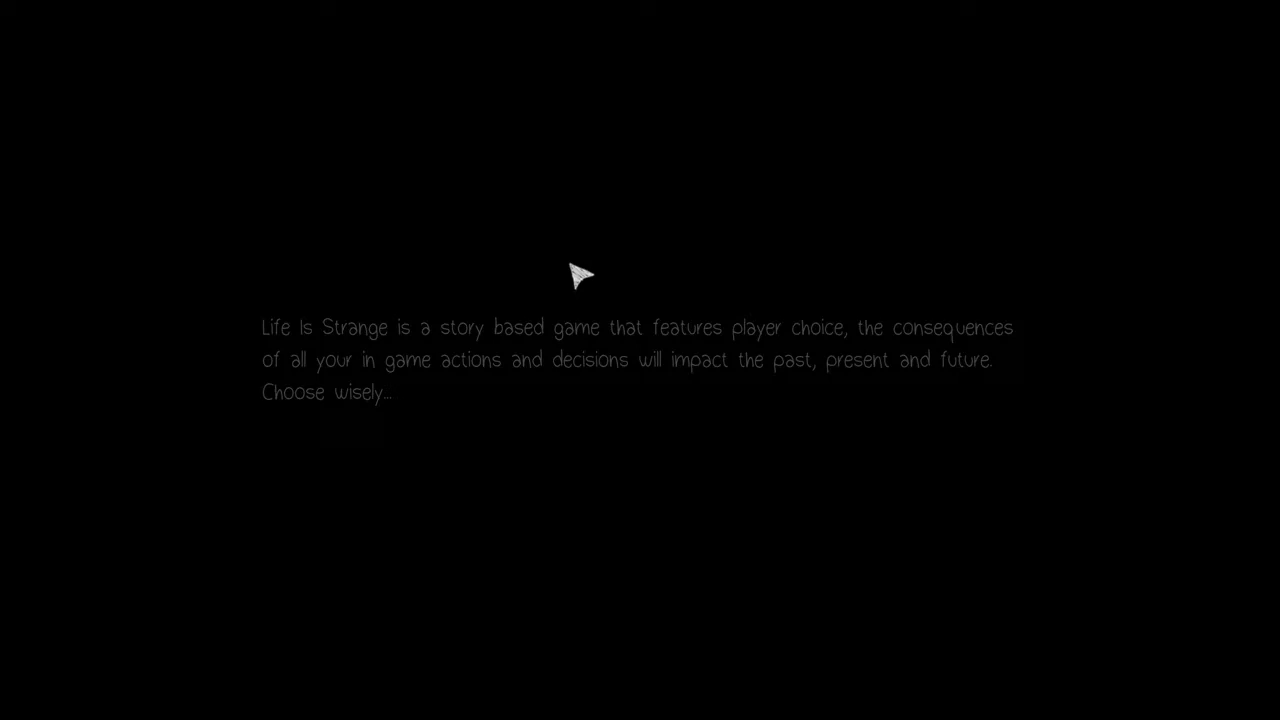 Life Is Strange is a story based game that features player choice, the consequences
of all your in game actions and decisions will impact the past, present and future.
Choose wisely...